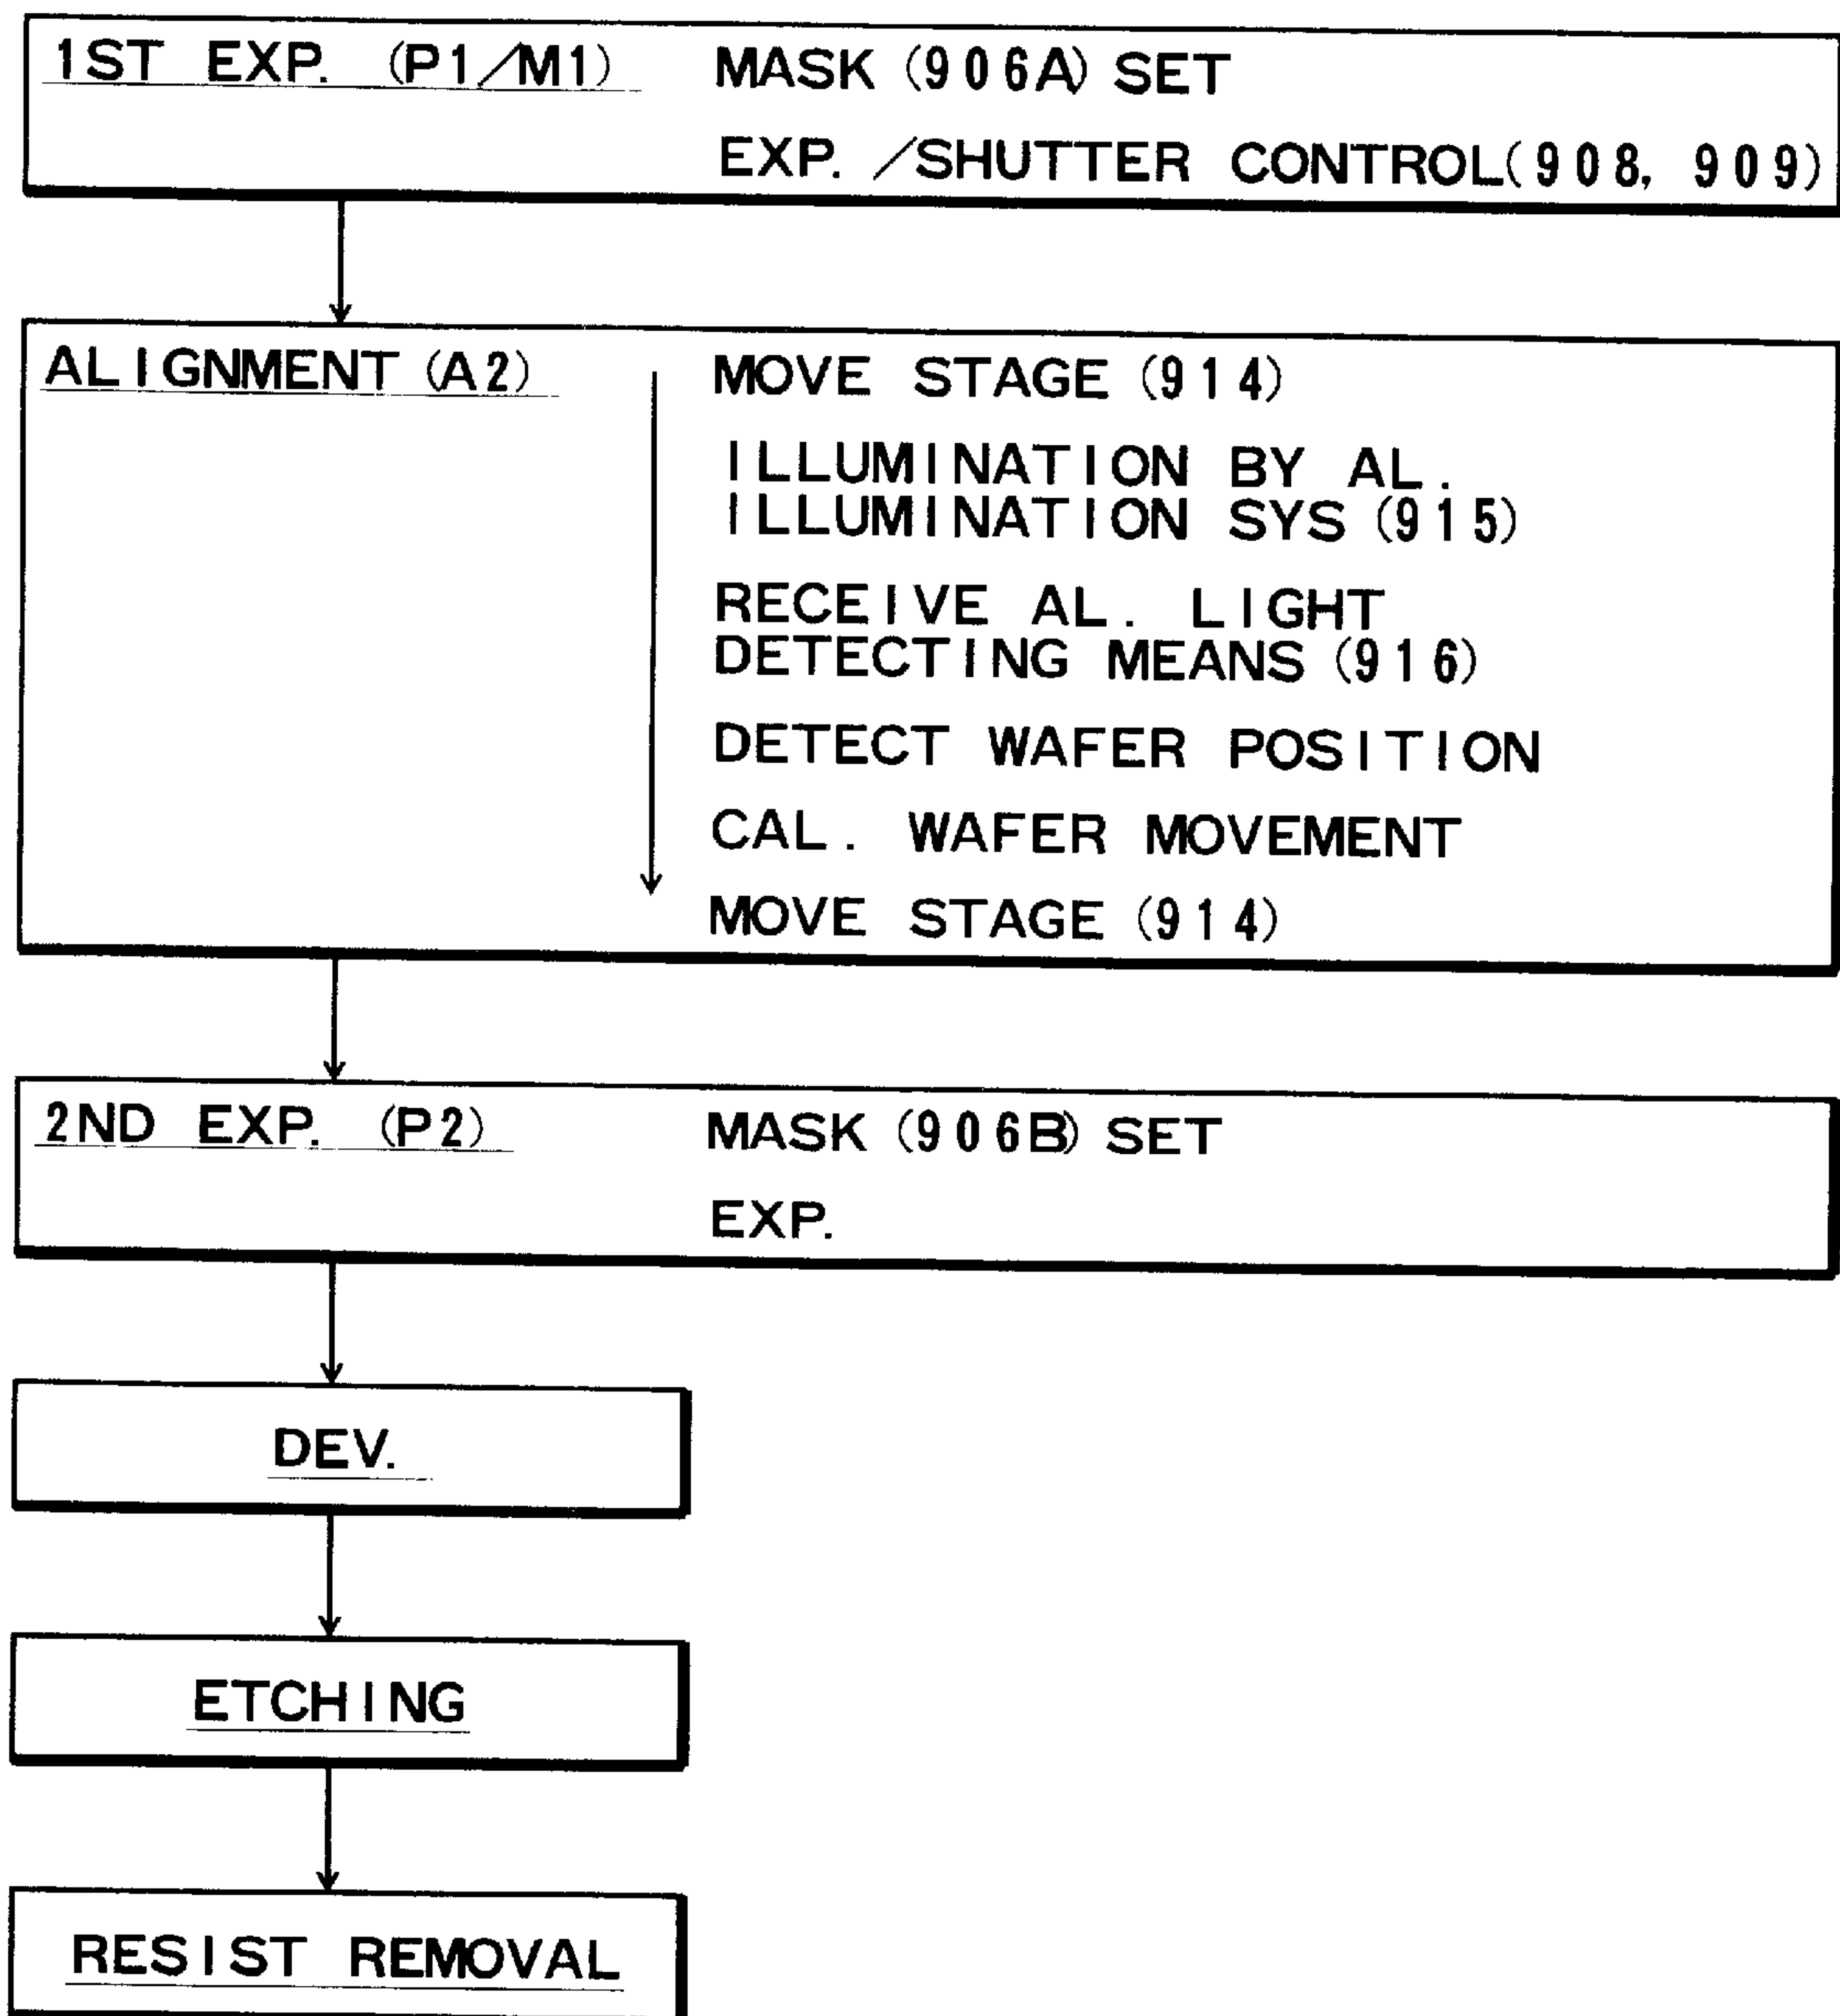 1ST EXP. (P1/M1) MASK (906A) SET
EXP. /SHUTTER CONTROL(908, 909)
ALIGNMENT (A2) MOVE STAGE (914)
ILLUMINATION BY AL.
ILLUMINATION SYS (915)
RECEIVE AL. LIGHT
DETECTING MEANS (916)
DETECT WAFER POSITION
CAL. WAFER MOVEMENT
MOVE STAGE (914)
2ND EXP. (P2) MASK (906B) SET
EXP.
DEV.
ETCHING
RESIST REMOVAL